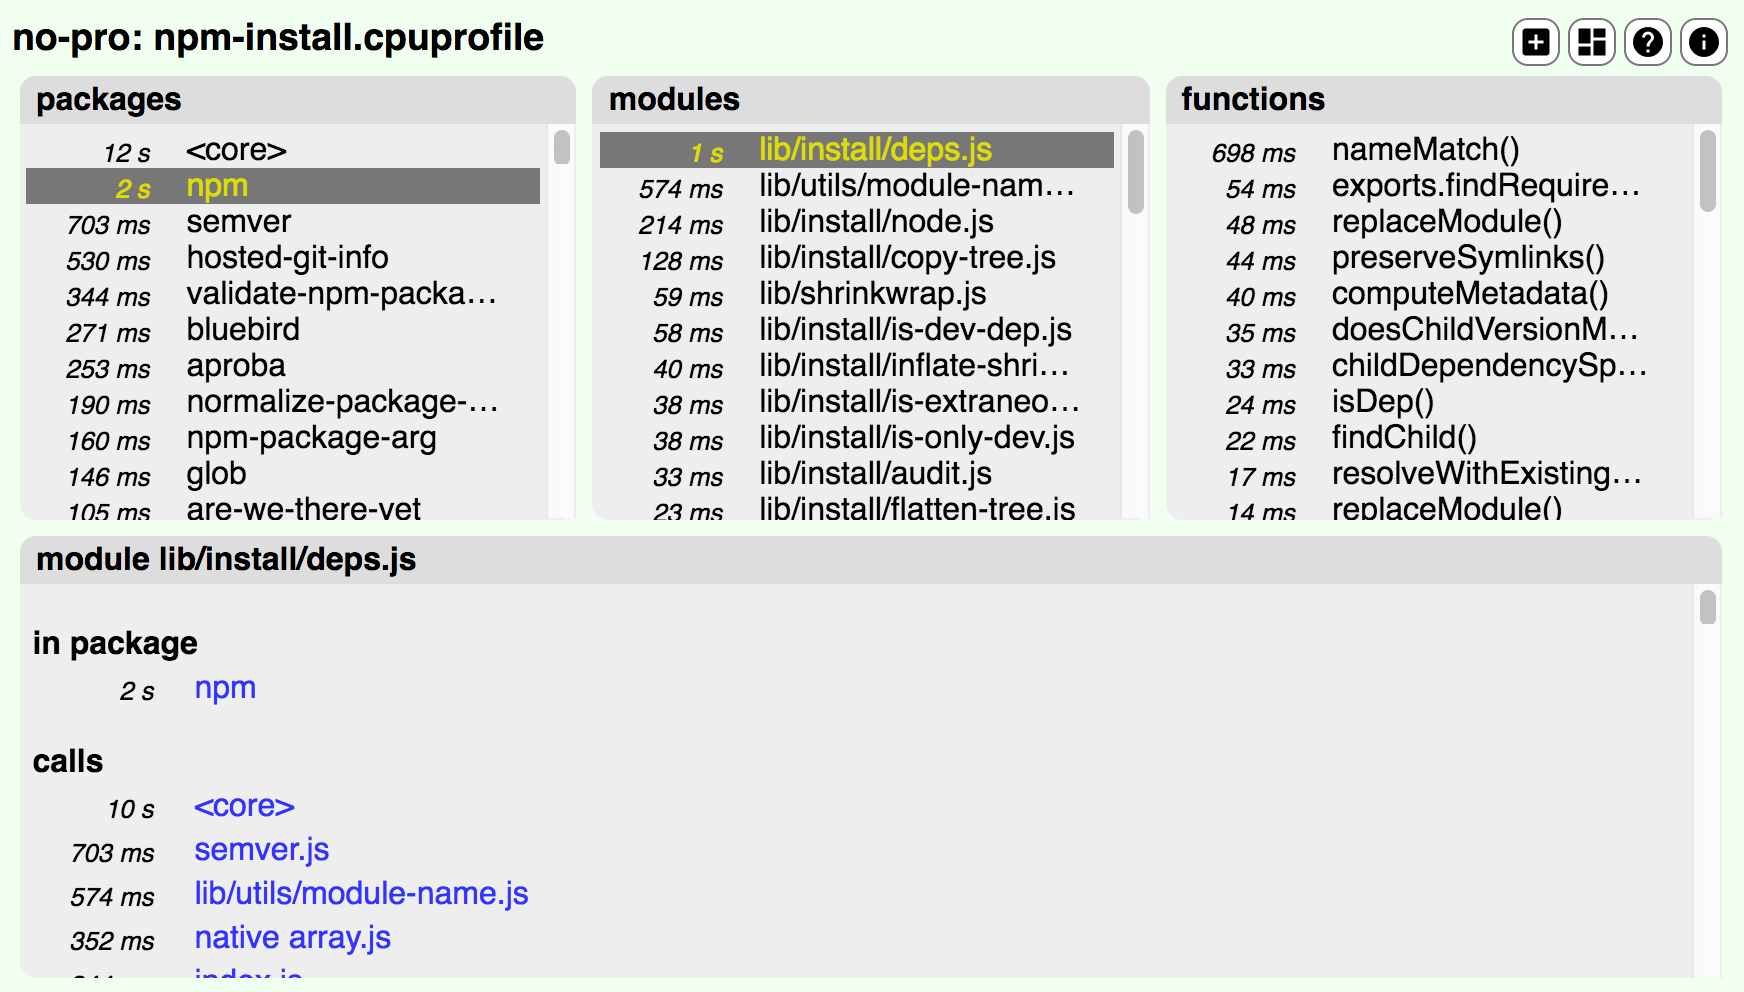 no-pro: npm-install.cpuprofile
packages
12 s <core>
2 s npm
703 ms semver
530 ms hosted-git-info
344 ms validate-npm-packa…
271 ms bluebird
253 ms aproba
190 ms normalize-package-…
160 ms npm-package-arg
146 ms glob
105 ms are-we-there-yet
modules
1 s lib/install/deps.js
574 ms lib/utils/module-nam…
214 ms lib/install/node.js
128 ms lib/install/copy-tree.js
59 ms lib/shrinkwrap.js
58 ms lib/install/is-dev-dep.js
40 ms lib/install/inflate-shri…
38 ms lib/install/is-extraneo…
38 ms lib/install/is-only-dev.js
33 ms lib/install/audit.js
23 ms lib/install/flatten-tree.js
functions
698 ms nameMatch()
54 ms exports.findRequire…
48 ms replaceModule()
44 ms preserveSymlinks()
40 ms computeMetadata()
35 ms doesChildVersionM…
33 ms childDependencySp…
24 ms isDep()
22 ms findChild()
17 ms resolveWithExisting…
14 ms replaceModule()
module lib/install/deps.js
in package
2 s npm
calls
10 s <core>
703 ms semver.js
574 ms lib/utils/module-name.js
352 ms native array.js
index.js